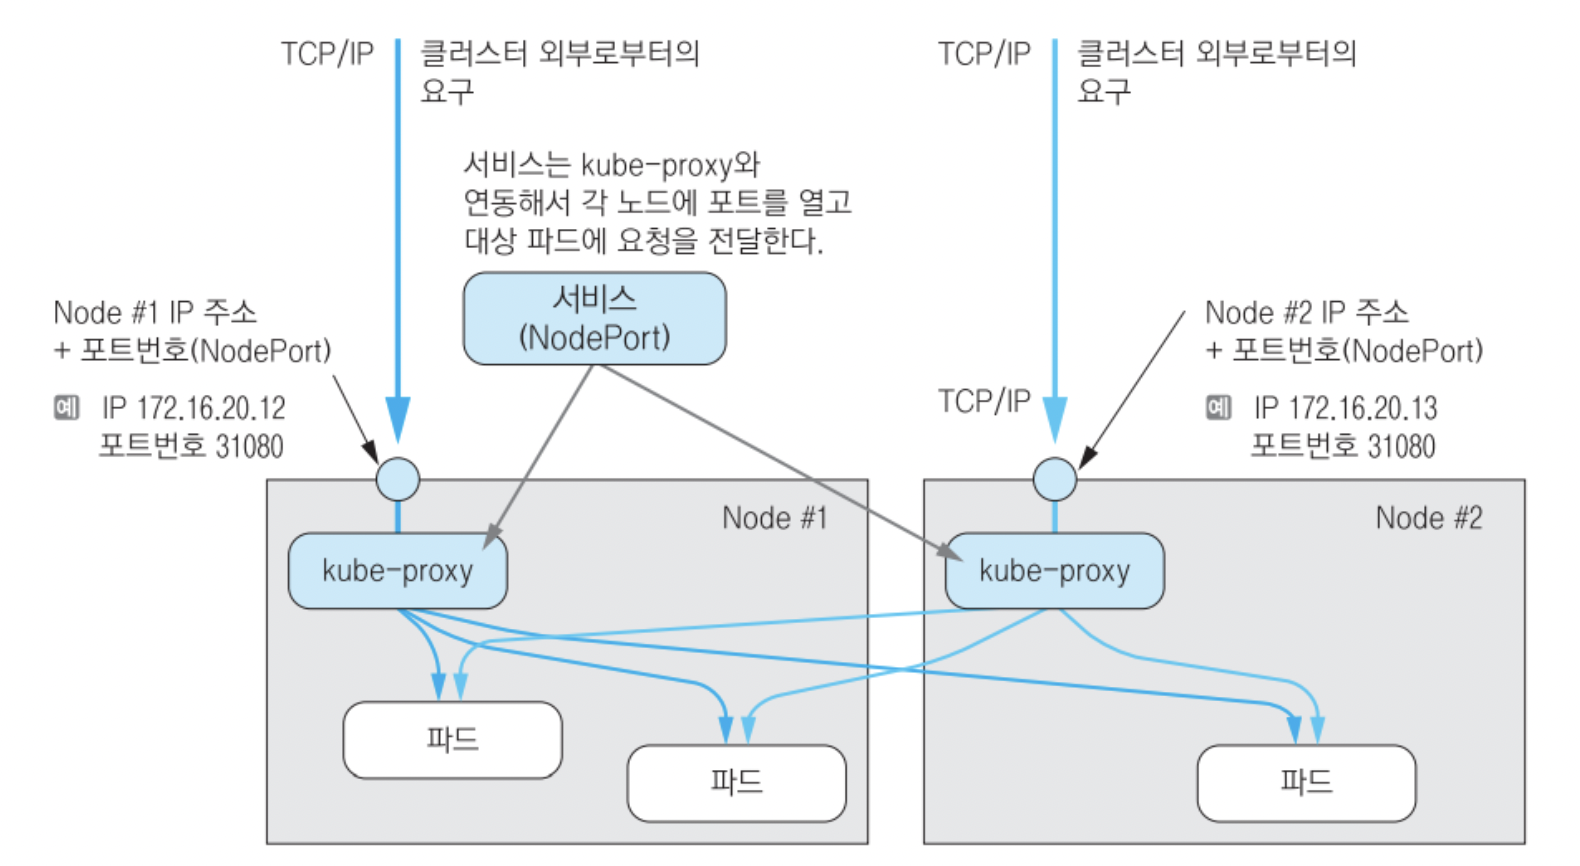 TCP/IP
클러스터 외부로부터의
요구
TCP/IP
클러스터 외부로부터의
요구
서비스는 kube-proxy와
연동해서 각 노드에 포트를 열고
대상 파드에 요청을 전달한다.
서비스
(NodePort)
Node #1 IP 주소
+ 포트번호(NodePort)
예 IP 172.16.20.12
포트번호 31080
TCP/IP
Node #2 IP 주소
+ 포트번호(NodePort)
예 IP 172.16.20.13
포트번호 31080
Node #1
kube-proxy
파드
파드
Node #2
kube-proxy
파드